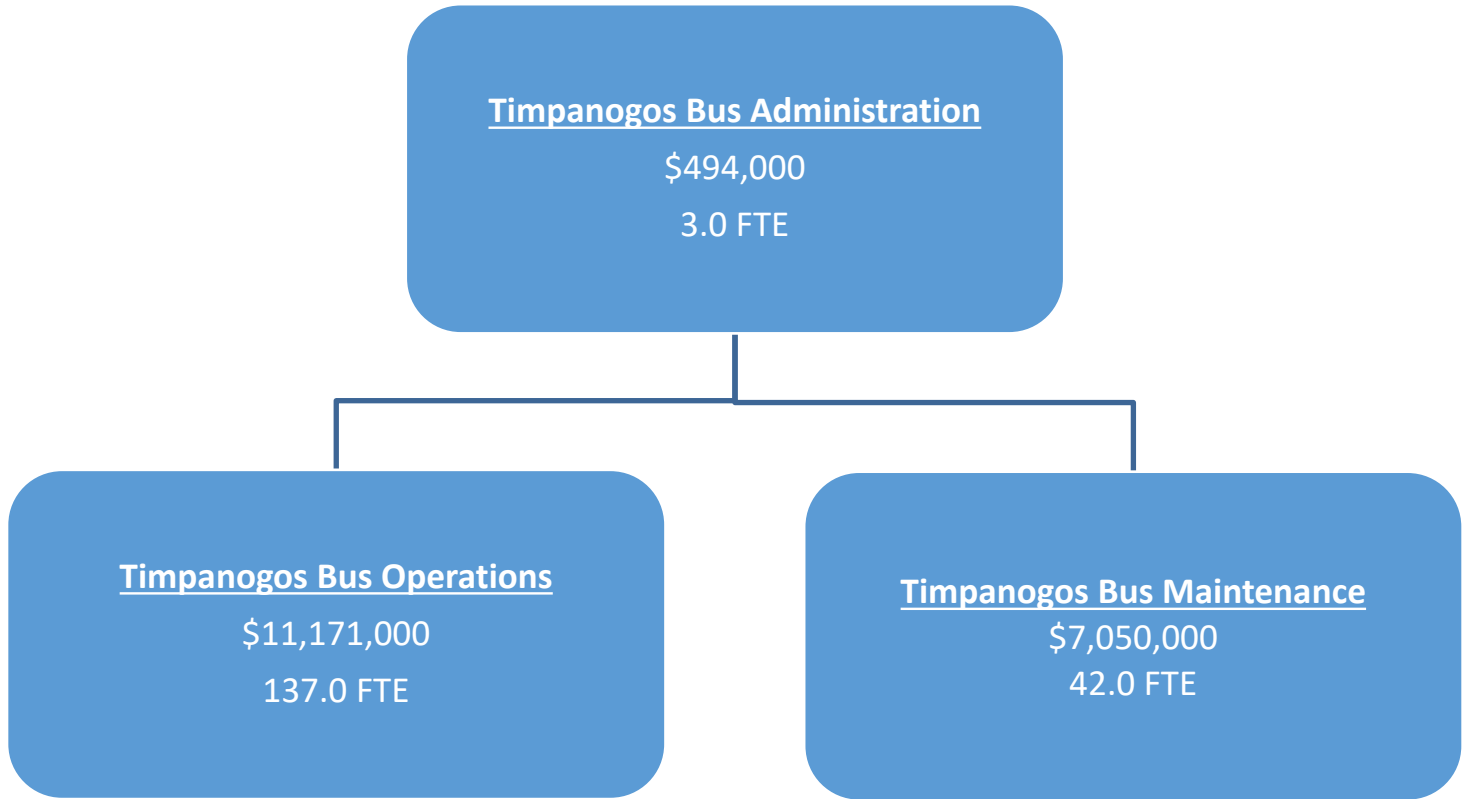 Timpanogos Bus Administration
$494,000
3.0 FTE
Timpanogos Bus Operations
$11,171,000
137.0 FTE
Timpanogos Bus Maintenance
$7,050,000
42.0 FTE